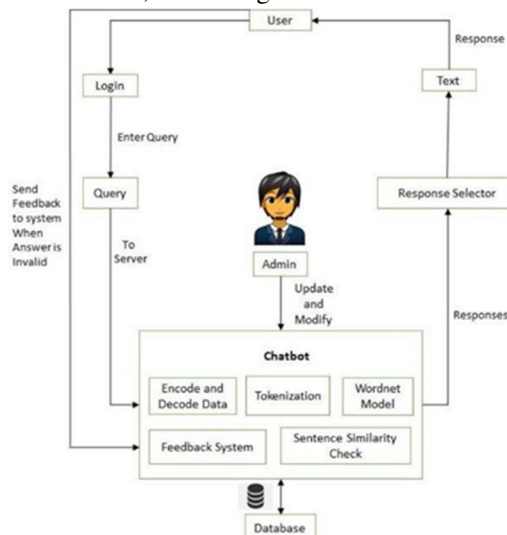 User
Response
Login
Text
Enter Query
Send
Feedback
to system
When
Answer is
Invalid
Query
Response Selector
To
Server
Admin
Update
and
Modify
Responses
Chatbot
Encode and
Decode Data
Tokenization
Wordnet
Model
Feedback System
Sentence Similarity
Check
Database